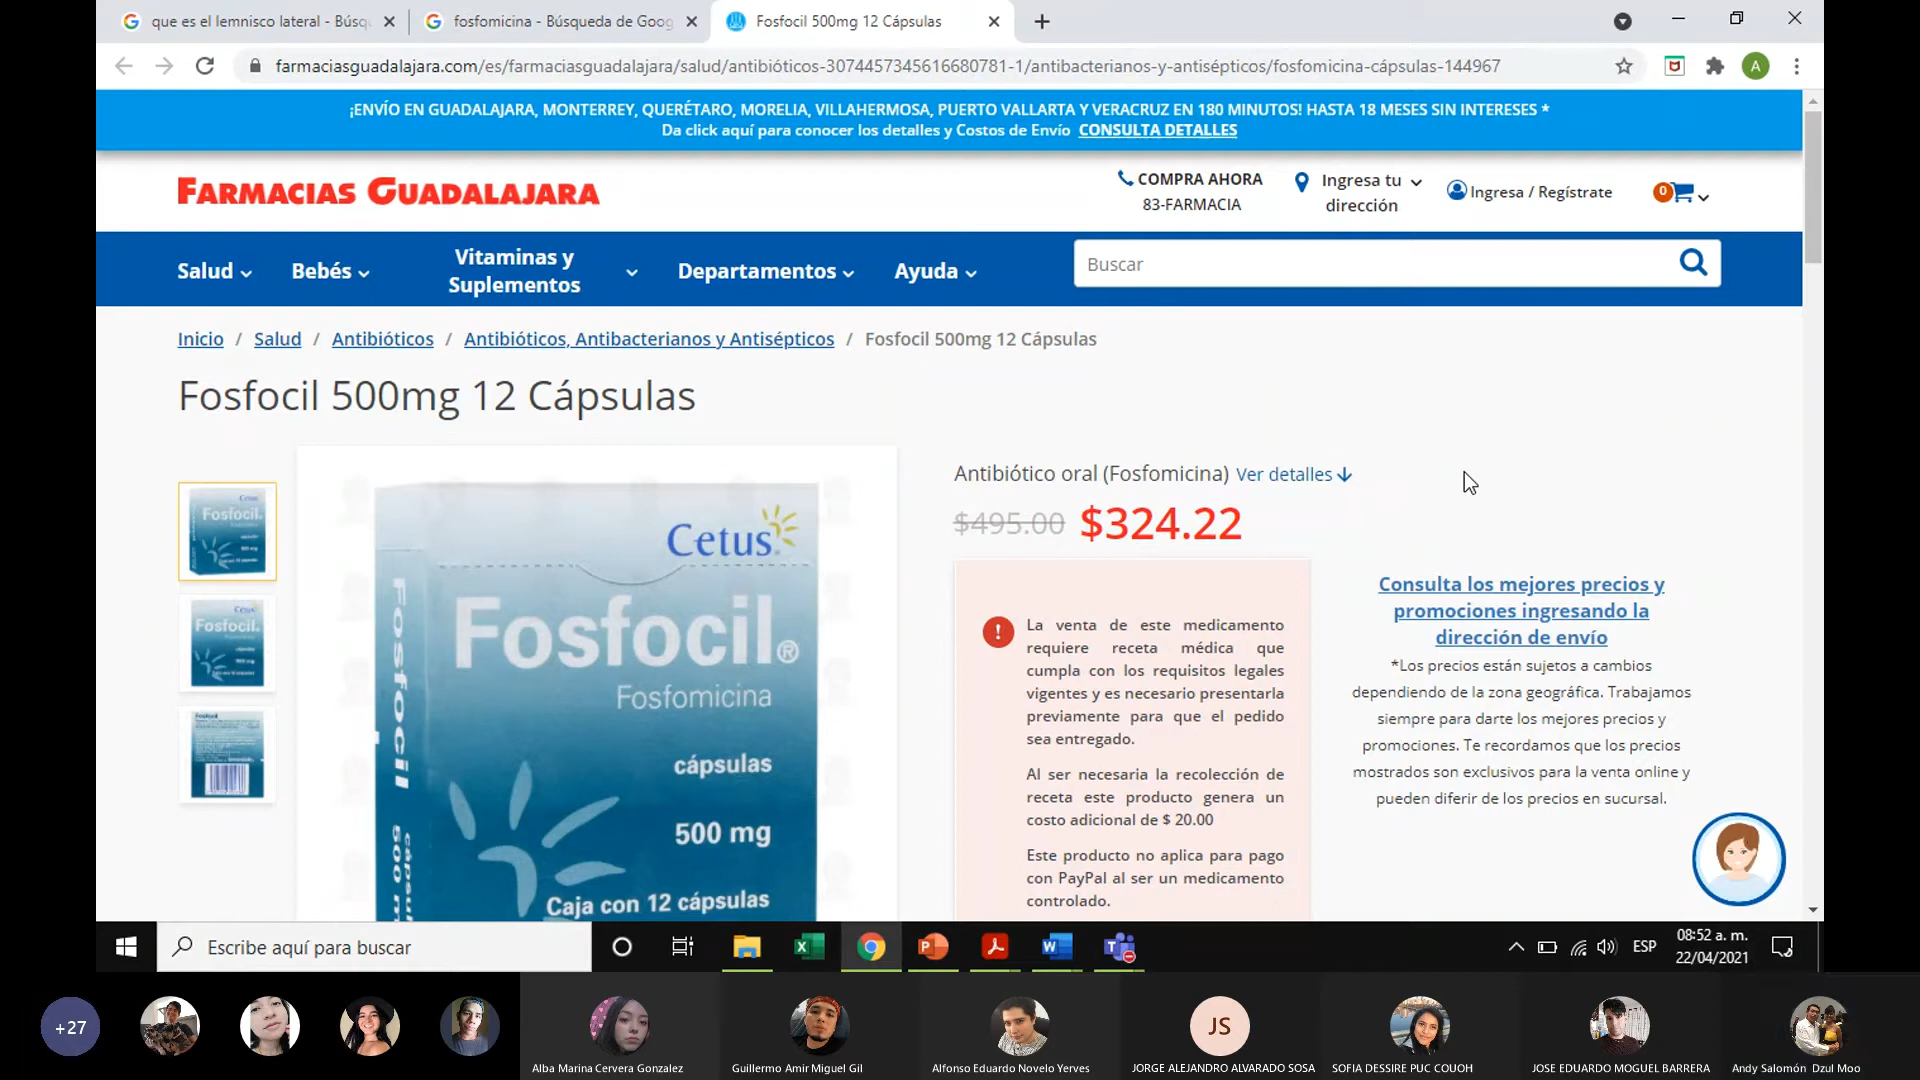 que es el lemnisco lateral - Búsq
fosfomicina - Búsqueda de Goog
Fosfocil 500mg 12 Cápsulas
farmaciasguadalajara.com/es/farmaciasguadalajara/salud/antibióticos-3074457345616680781-1/antibacterianos-y-antisépticos/fosfomicina-cápsulas-144967
A
¡ENVÍO EN GUADALAJARA, MONTERREY, QUERÉTARO, MORELIA, VILLAHERMOSA, PUERTO VALLARTA Y VERACRUZ EN 180 MINUTOS! HASTA 18 MESES SIN INTERESES *
Da click aquí para conocer los detalles y Costos de Envío CONSULTA DETALLES
FARMACIAS GUADALAJARA
COMPRA AHORA
83-FARMACIA
Ingresa tu
dirección
Ingresa / Regístrate
0
Salud
Bebés
Vitaminas y
Suplementos
Departamentos
Ayuda
Buscar
Inicio / Salud / Antibióticos / Antibióticos, Antibacterianos y Antisépticos / Fosfocil 500mg 12 Cápsulas
Fosfocil 500mg 12 Cápsulas
Cetus
Fosfocil
Cetus
Fosfocil
Fosfocil
Cetus
Fosfocil®
Fosfomicina
cápsulas
500 mg
Caja con 12 cápsulas
Fosfocil
Antibiótico oral (Fosfomicina) Ver detalles
$495.00 $324.22
! La venta de este medicamento
requiere receta médica que
cumpla con los requisitos legales
vigentes y es necesario presentarla
previamente para que el pedido
sea entregado.
Al ser necesaria la recolección de
receta este producto genera un
costo adicional de $ 20.00
Este producto no aplica para pago
con PayPal al ser un medicamento
controlado.
Consulta los mejores precios y
promociones ingresando la
dirección de envío
*Los precios están sujetos a cambios
dependiendo de la zona geográfica. Trabajamos
siempre para darte los mejores precios y
promociones. Te recordamos que los precios
mostrados son exclusivos para la venta online y
pueden diferir de los precios en sucursal.
Escribe aquí para buscar
ESP
08:52 a. m.
22/04/2021
+27
JS
Alba Marina Cervera Gonzalez
Guillermo Amir Miguel Gil
Alfonso Eduardo Novelo Yerves
JORGE ALEJANDRO ALVARADO SOSA
SOFIA DESSIRE PUC COUOH
JOSE EDUARDO MOGUEL BARRERA
Andy Salomón Dzul Moo